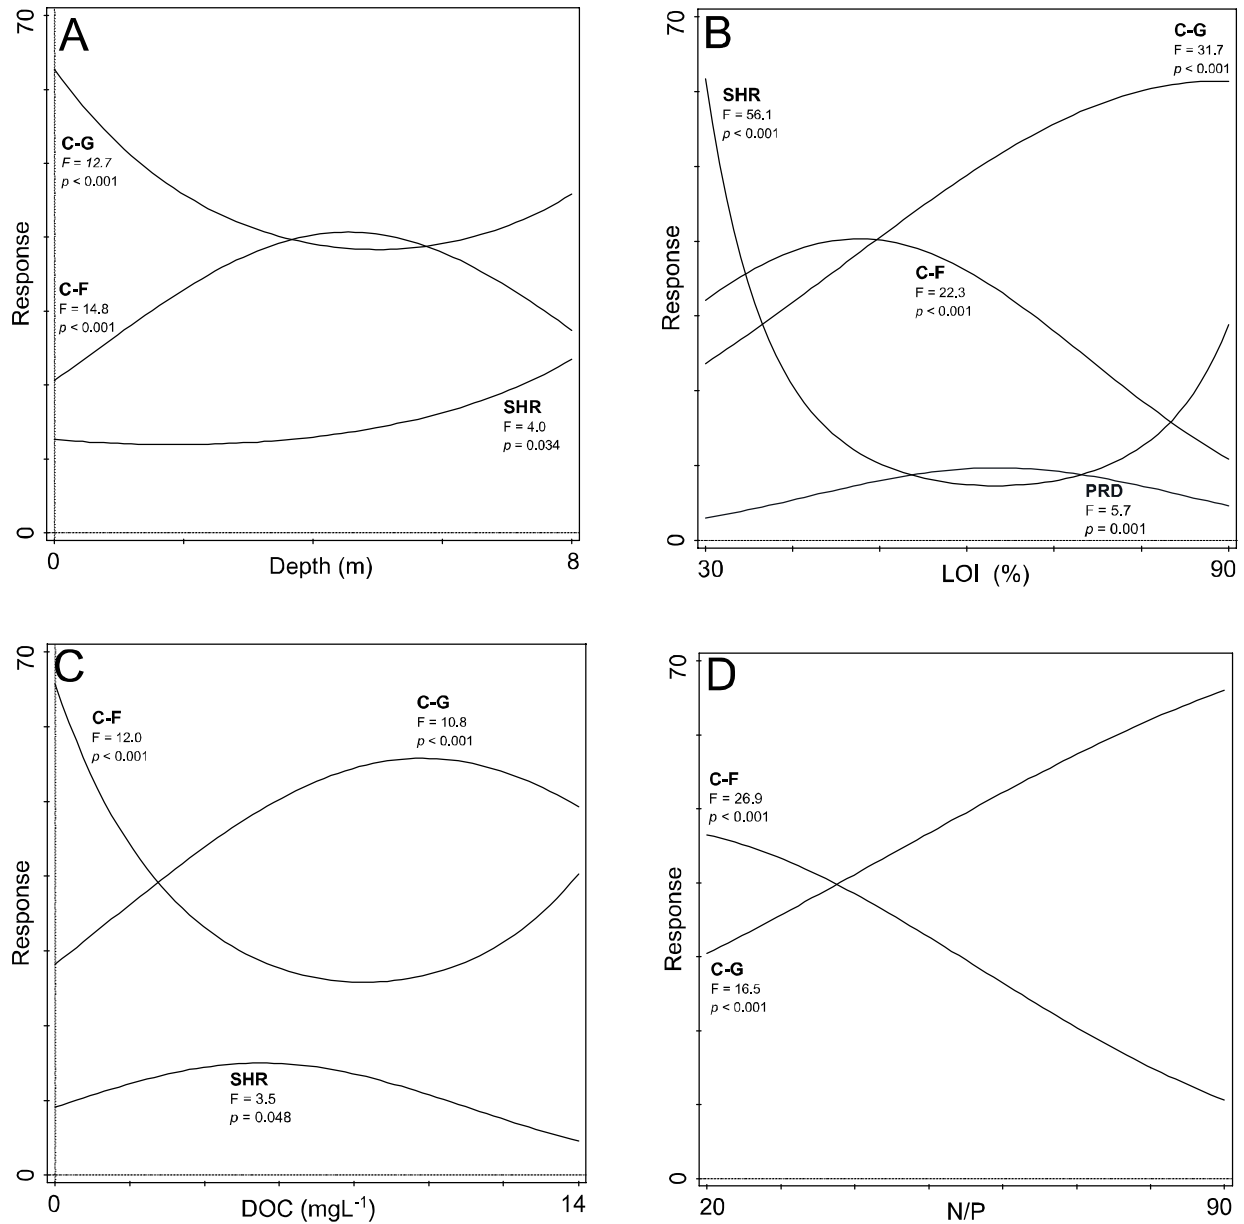 A
70
C-G
F = 12.7
p < 0.001
C-F
F = 14.8
p < 0.001
SHR
F = 4.0
p = 0.034
Response
0
0
Depth (m)
8
B
70
C-G
F = 31.7
p < 0.001
SHR
F = 56.1
p < 0.001
C-F
F = 22.3
p < 0.001
PRD
F = 5.7
p = 0.001
Response
0
30
LOI (%)
90
C
70
C-F
F = 12.0
p < 0.001
C-G
F = 10.8
p < 0.001
SHR
F = 3.5
p = 0.048
Response
0
0
DOC (mgL⁻¹)
14
D
70
C-F
F = 26.9
p < 0.001
C-G
F = 16.5
p < 0.001
Response
0
20
N/P
90